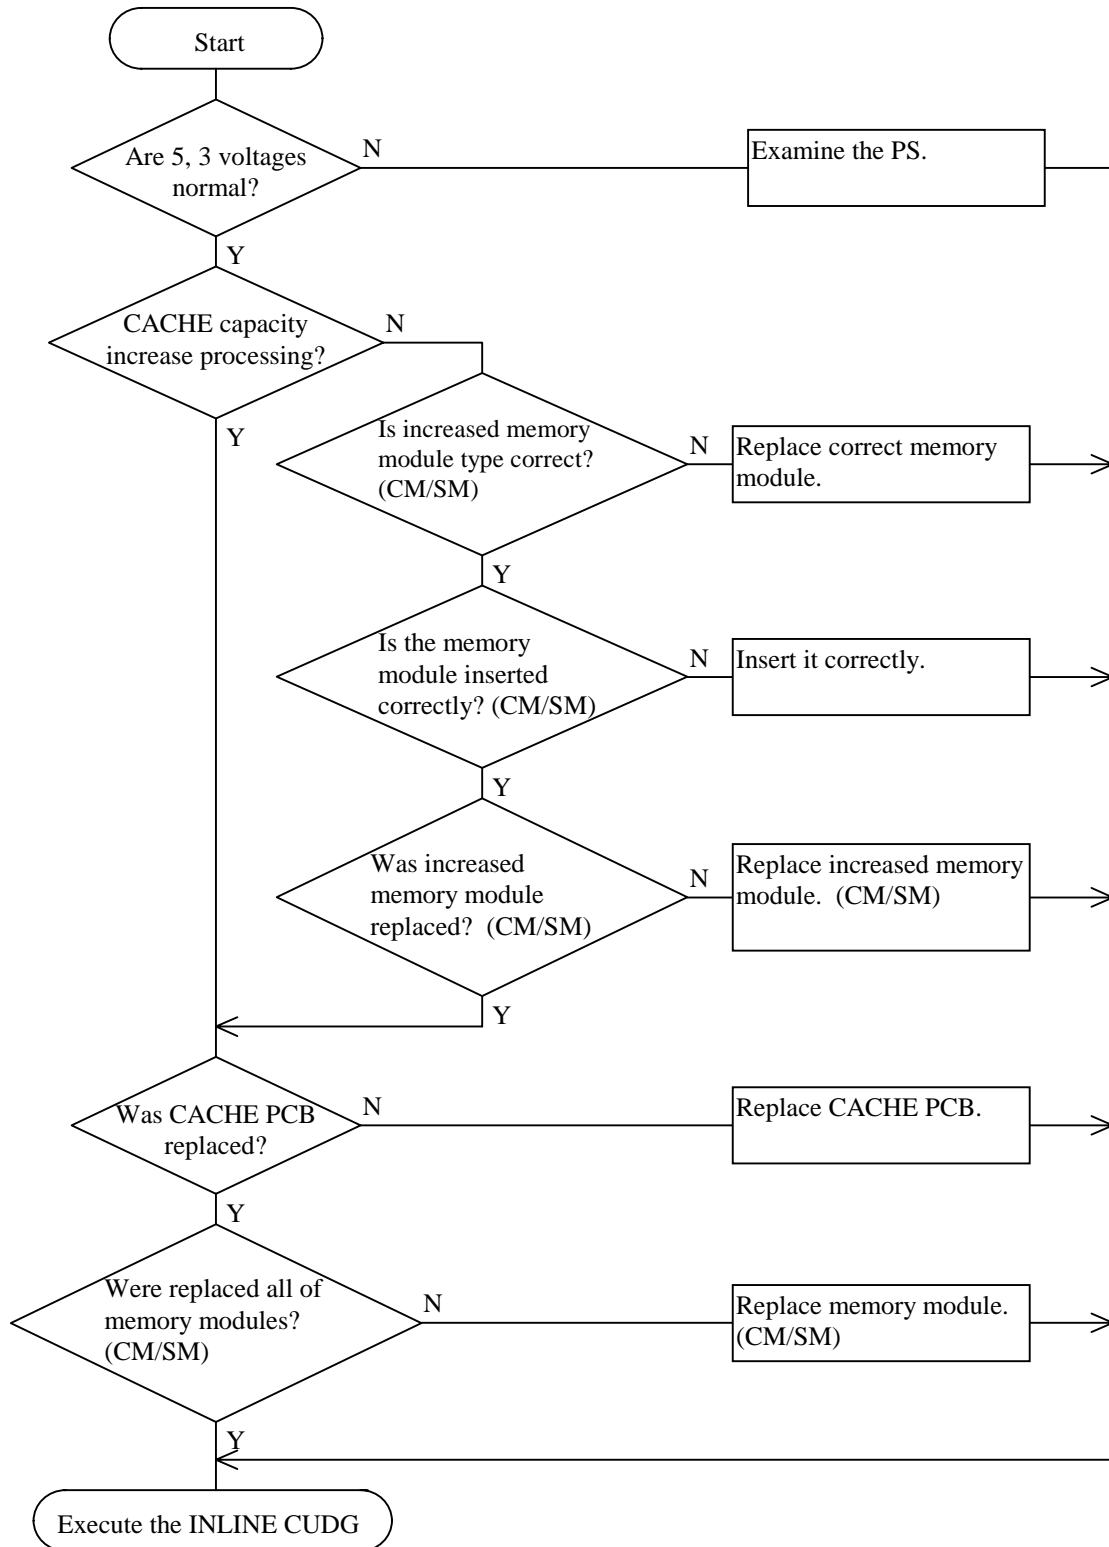 Start
Are 5, 3 voltages
normal?
N
Examine the PS.
Y
CACHE capacity
increase processing?
N
Y
Is increased memory
module type correct?
(CM/SM)
N
Replace correct memory
module.
Y
Is the memory
module inserted
correctly? (CM/SM)
N
Insert it correctly.
Y
Was increased
memory module
replaced? (CM/SM)
N
Replace increased memory
module. (CM/SM)
Y
Was CACHE PCB
replaced?
N
Replace CACHE PCB.
Y
Were replaced all of
memory modules?
(CM/SM)
N
Replace memory module.
(CM/SM)
Y
Execute the INLINE CUDG